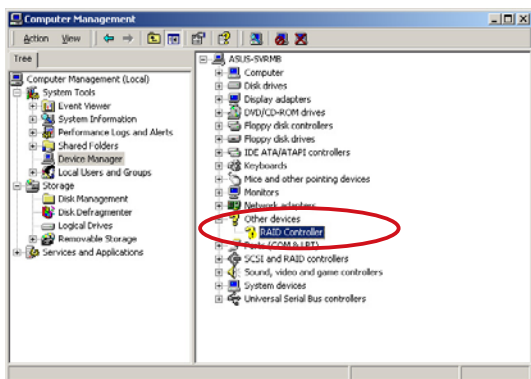 Computer Management
Action View
Tree
Computer Management (Local)
System Tools
Event Viewer
System Information
Performance Logs and Alerts
Shared Folders
Device Manager
Local Users and Groups
Storage
Disk Management
Disk Defragmenter
Logical Drives
Removable Storage
Services and Applications
ASUS-SVRMB
Computer
Disk drives
Display adapters
DVD/CD-ROM drives
Floppy disk controllers
Floppy disk drives
IDE ATA/ATAPI controllers
Keyboards
Mice and other pointing devices
Monitors
Network adapters
Other devices
RAID Controller
Ports (COM & LPT)
SCSI and RAID controllers
Sound, video and game controllers
System devices
Universal Serial Bus controllers